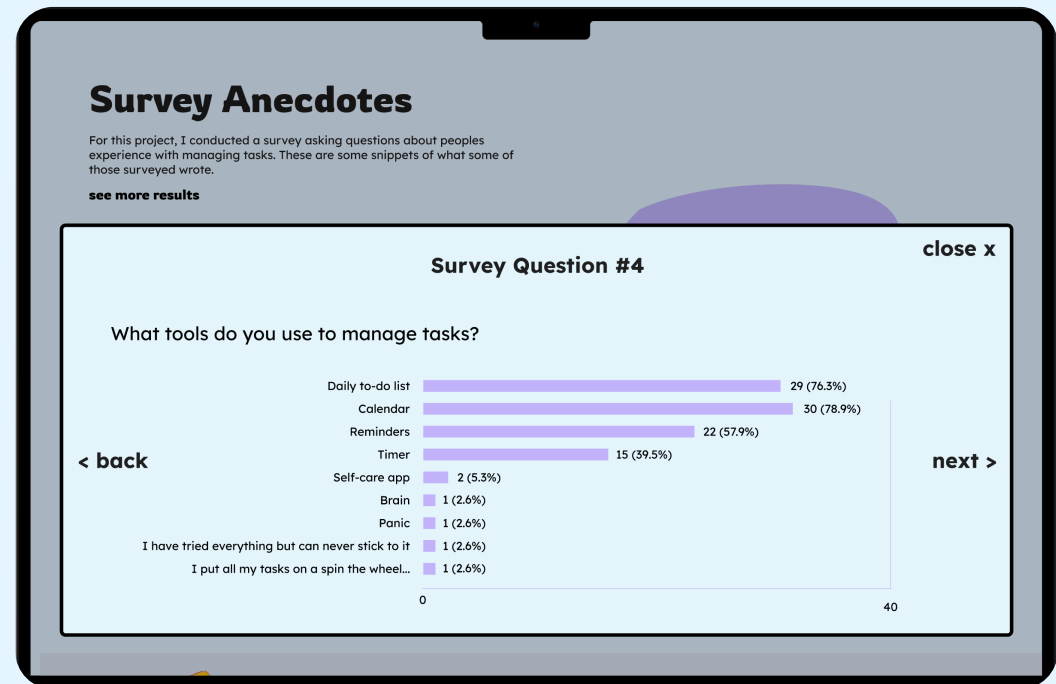 Survey Anecdotes
For this project, I conducted a survey asking questions about peoples
experience with managing tasks. These are some snippets of what some of
those surveyed wrote.
see more results
close x
Survey Question #4
What tools do you use to manage tasks?
Daily to-do list 29 (76.3%)
Calendar 30 (78.9%)
Reminders 22 (57.9%)
Timer 15 (39.5%)
< back
next >
Self-care app 2 (5.3%)
Brain 1 (2.6%)
Panic 1 (2.6%)
I have tried everything but can never stick to it 1 (2.6%)
I put all my tasks on a spin the wheel... 1 (2.6%)
0
40